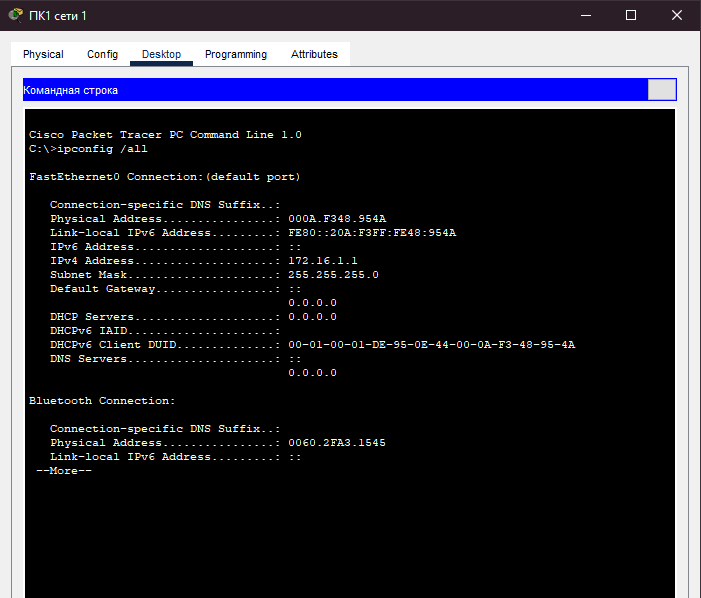 ПК1 сети 1
Physical Config Desktop Programming Attributes
Командная строка
Cisco Packet Tracer PC Command Line 1.0
C:\>ipconfig /all
FastEthernet0 Connection:(default port)
Connection-specific DNS Suffix..:
Physical Address................: 000A.F348.954A
Link-local IPv6 Address.........: FE80::20A:F3FF:FE48:954A
IPv6 Address....................: ::
IPv4 Address....................: 172.16.1.1
Subnet Mask.....................: 255.255.255.0
Default Gateway.................: ::
0.0.0.0
DHCP Servers....................: 0.0.0.0
DHCPv6 IAID.....................:
DHCPv6 Client DUID..............: 00-01-00-01-DE-95-0E-44-00-0A-F3-48-95-4A
DNS Servers.....................: ::
0.0.0.0
Bluetooth Connection:
Connection-specific DNS Suffix..:
Physical Address................: 0060.2FA3.1545
Link-local IPv6 Address.........: ::
--More--